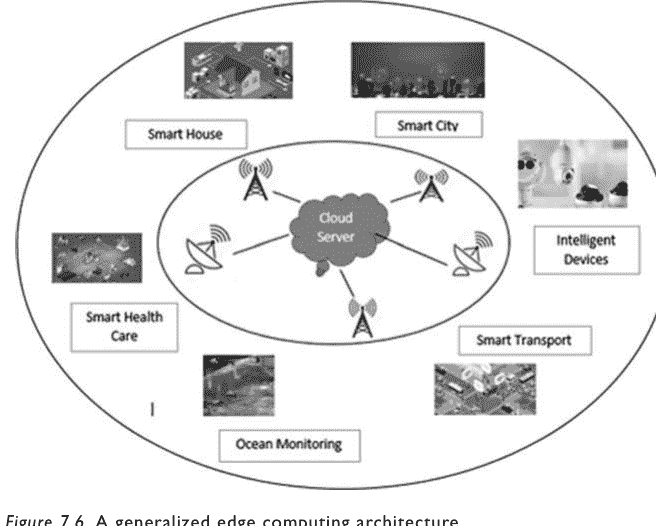 Smart House
Smart City
Cloud
Server
Intelligent
Devices
Smart Health
Care
Smart Transport
Ocean Monitoring
Figure 7.6 A generalized edge computing architecture